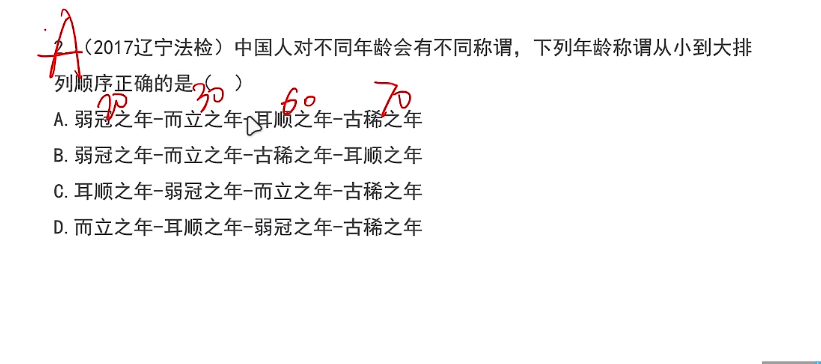 A
2.（2017辽宁法检）中国人对不同年龄会有不同称谓，下列年龄称谓从小到大排
列顺序正确的是（ ）
20 30 60 70
A.弱冠之年-而立之年-耳顺之年-古稀之年
B.弱冠之年-而立之年-古稀之年-耳顺之年
C.耳顺之年-弱冠之年-而立之年-古稀之年
D.而立之年-耳顺之年-弱冠之年-古稀之年